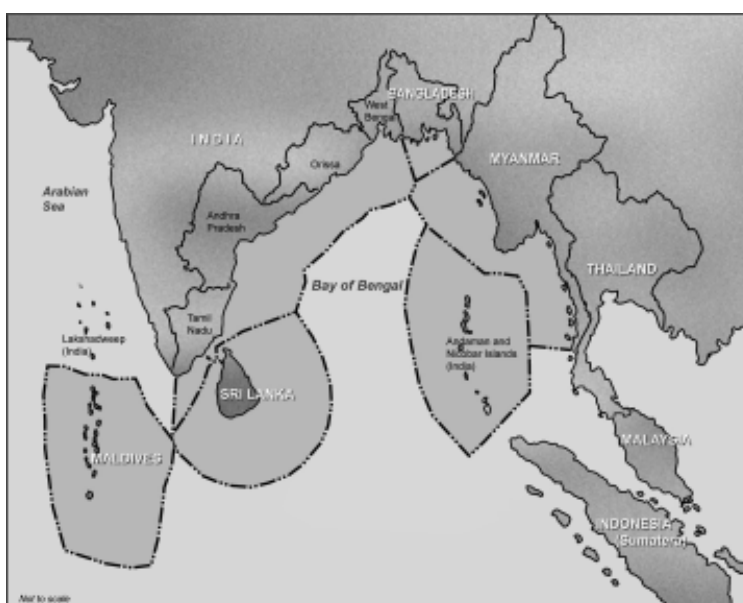 West
Bengal
BANGLADESH
INDIA
MYANMAR
Orissa
Arabian
Sea
Andhra
Pradesh
THAILAND
Bay of Bengal
Tamil
Nadu
Lakshadweep
(India)
Andaman and
Nicobar Islands
(India)
SRI LANKA
MALDIVES
MALAYSIA
INDONESIA
(Sumatera)
Not to scale